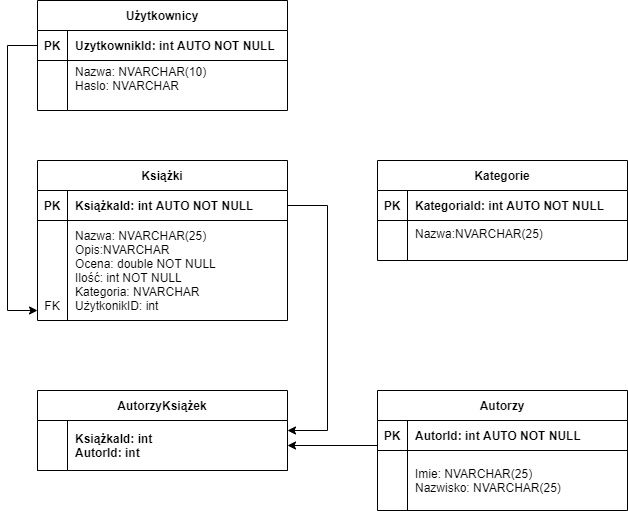 Użytkownicy
PK UzytkownikId: int AUTO NOT NULL
Nazwa: NVARCHAR(10)
Haslo: NVARCHAR
Książki
PK KsiążkaId: int AUTO NOT NULL
Nazwa: NVARCHAR(25)
Opis:NVARCHAR
Ocena: double NOT NULL
Ilość: int NOT NULL
Kategoria: NVARCHAR
FK UżytkonikID: int
Kategorie
PK KategoriaId: int AUTO NOT NULL
Nazwa:NVARCHAR(25)
AutorzyKsiążek
KsiążkaId: int
AutorId: int
Autorzy
PK AutorId: int AUTO NOT NULL
Imie: NVARCHAR(25)
Nazwisko: NVARCHAR(25)